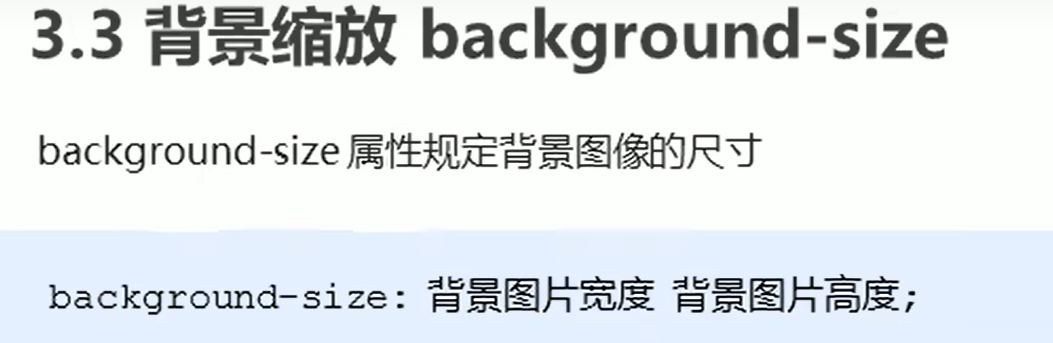 3.3 背景缩放 background-size
background-size 属性规定背景图像的尺寸
background-size: 背景图片宽度 背景图片高度;